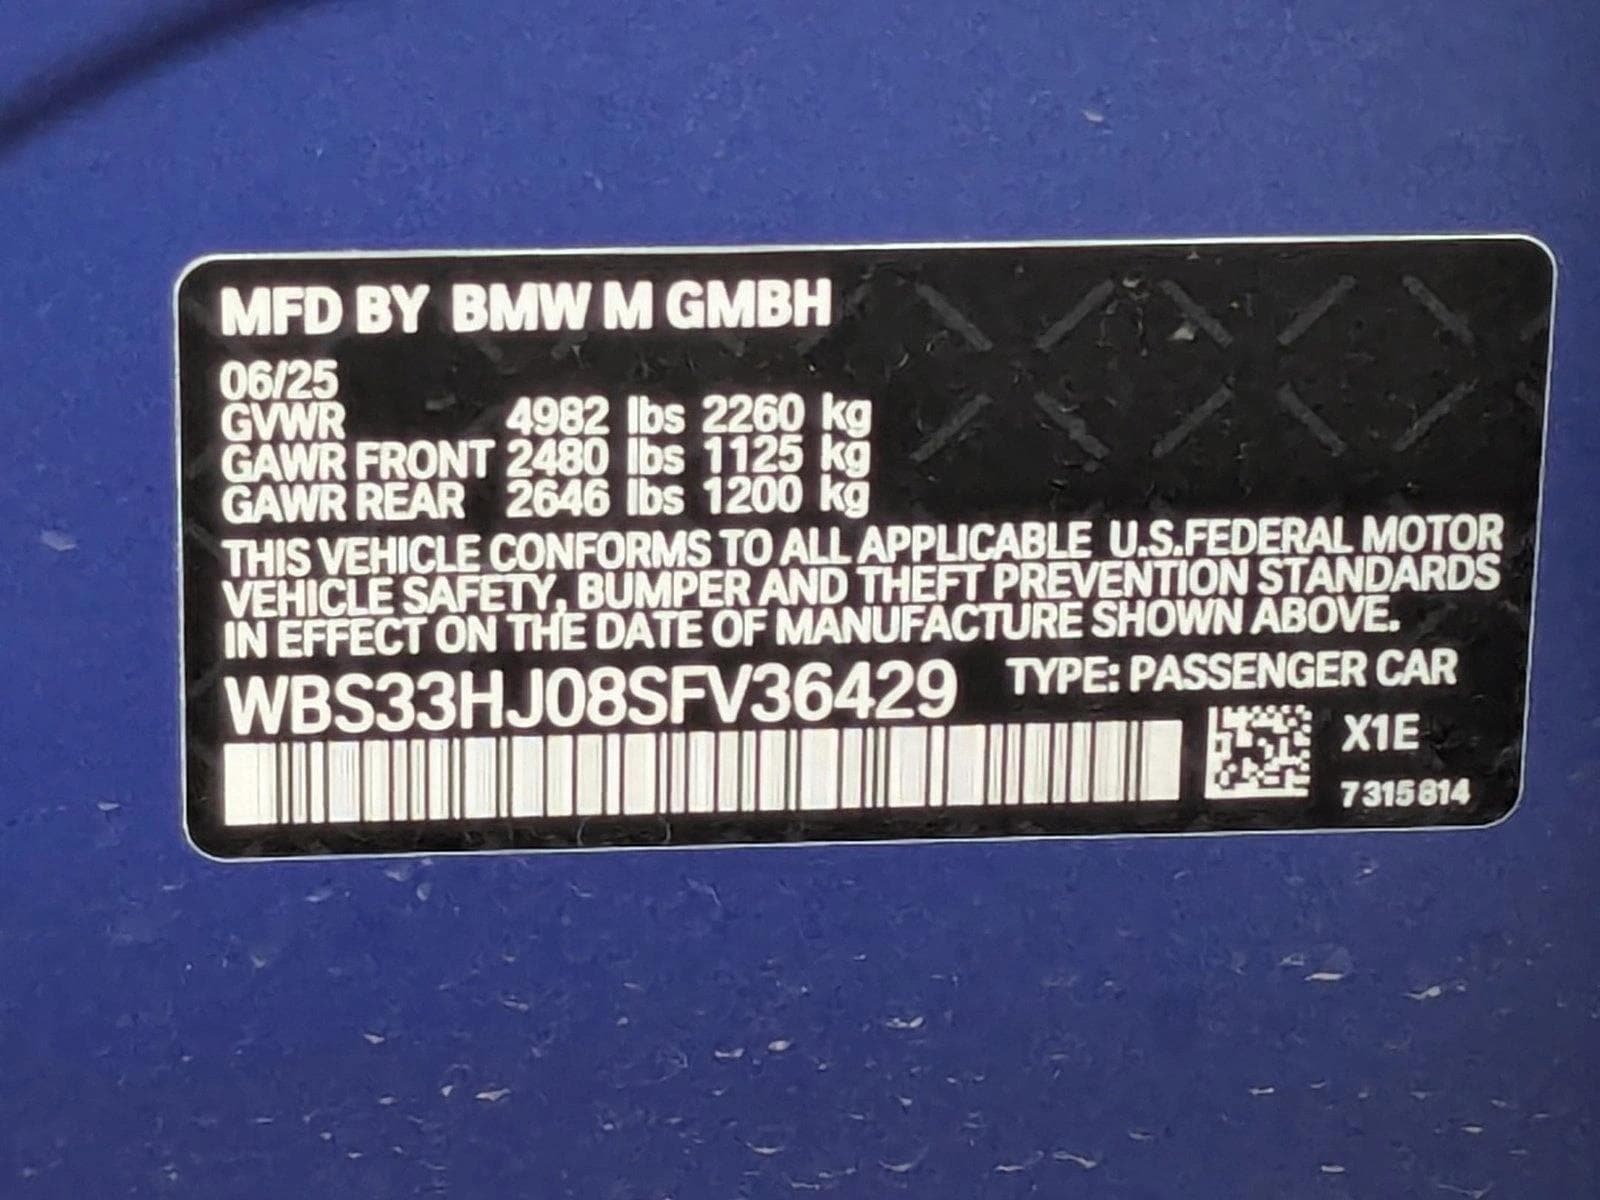 MFD BY BMW M GMBH
06/25
GVWR 4982 lbs 2260 kg
GAWR FRONT 2480 lbs 1125 kg
GAWR REAR 2646 lbs 1200 kg
THIS VEHICLE CONFORMS TO ALL APPLICABLE U.S.FEDERAL MOTOR
VEHICLE SAFETY, BUMPER AND THEFT PREVENTION STANDARDS
IN EFFECT ON THE DATE OF MANUFACTURE SHOWN ABOVE.
WBS33HJ08SFV36429 TYPE: PASSENGER CAR
X1E
7315814